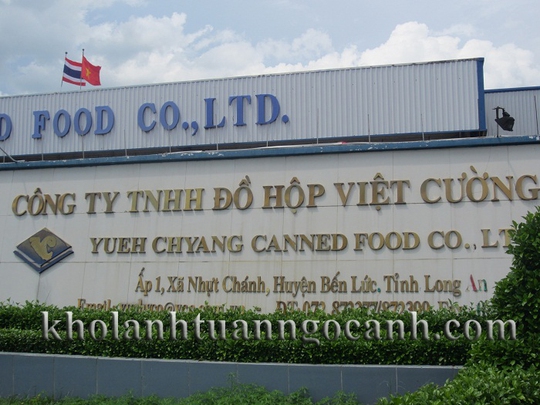 D FOOD CO.,LTD.
CÔNG TY TNHH ĐỒ HỘP VIỆT CƯỜNG
YUEH CHYANG CANNED FOOD CO., LT
Ấp 1, Xã Nhựt Chánh, Huyện Bến Lức, Tỉnh Long An
Email:
kholanhtuanngocanh.com